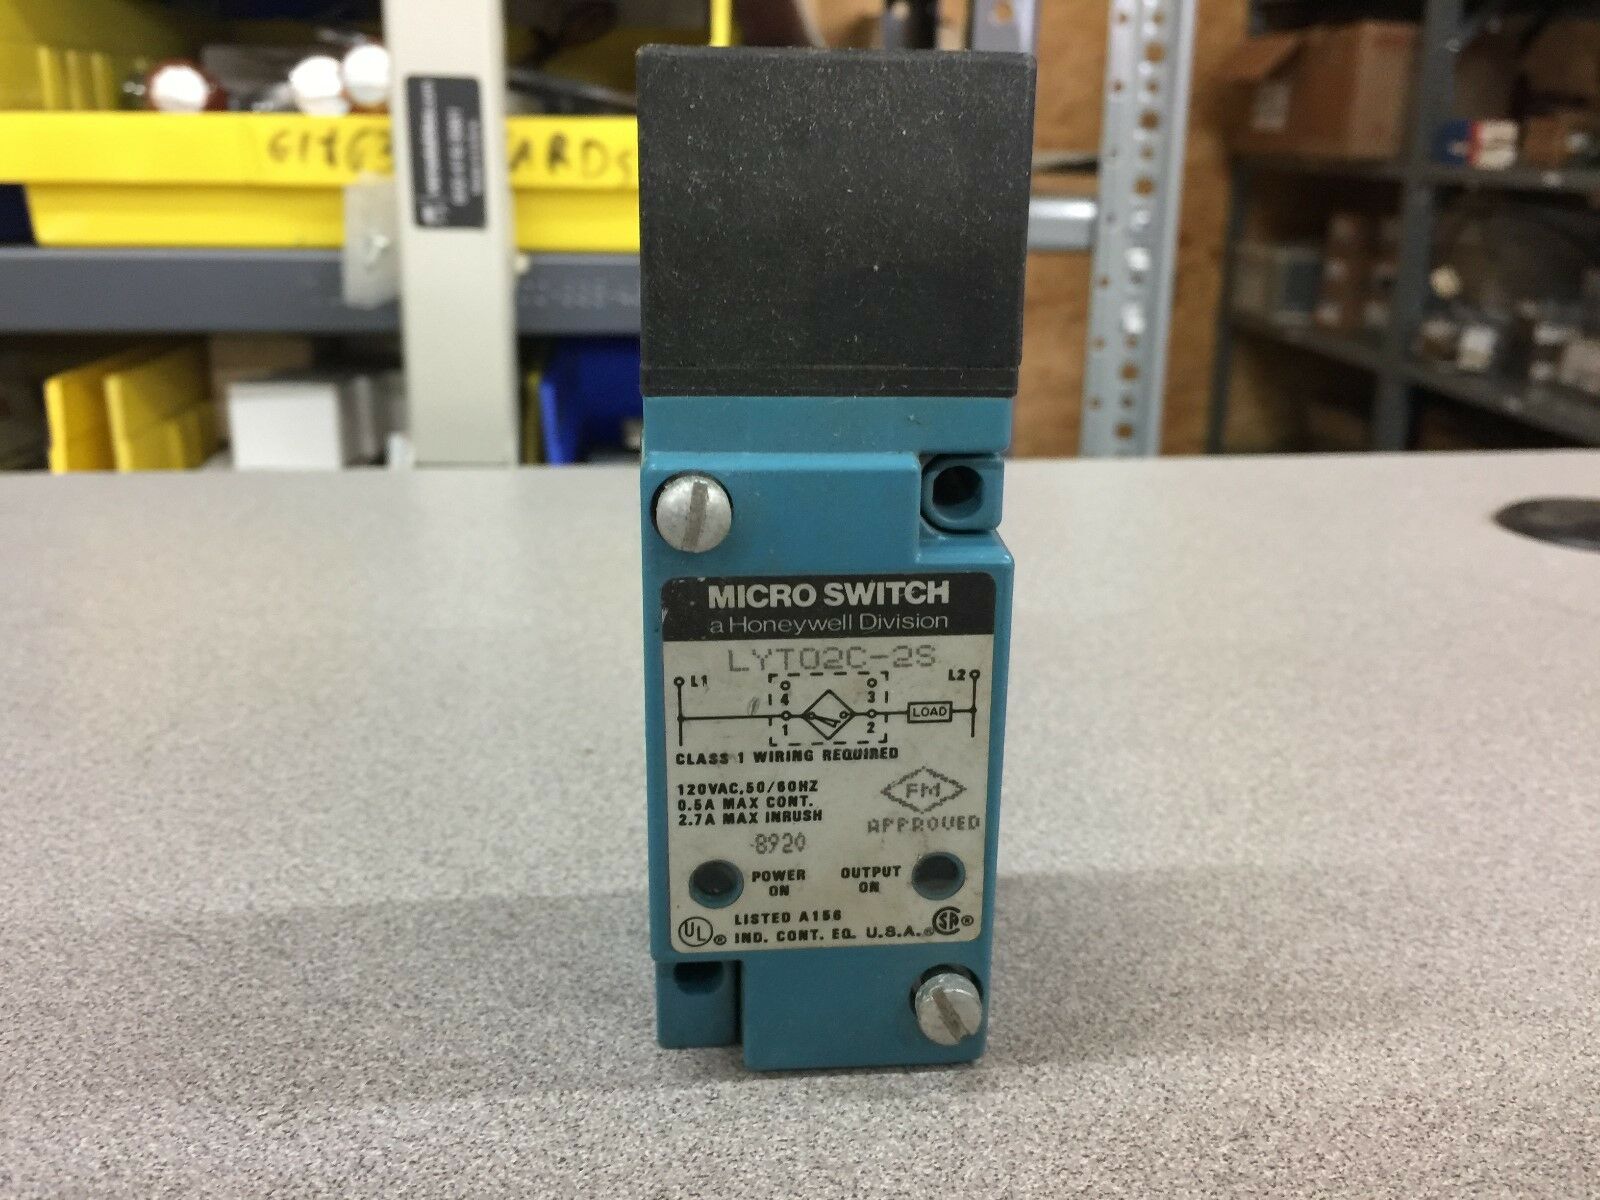 MICRO SWITCH
a Honeywell Division
LYT02C-2S
L1 L2
4 3
LOAD
1 2
CLASS 1 WIRING REQUIRED
120VAC, 50/60HZ
0.5A MAX CONT.
2.7A MAX INRUSH
FM
APPROVED
8920
POWER ON
OUTPUT ON
UL ® LISTED A156
IND. CONT. EQ. U.S.A. ® SA ®